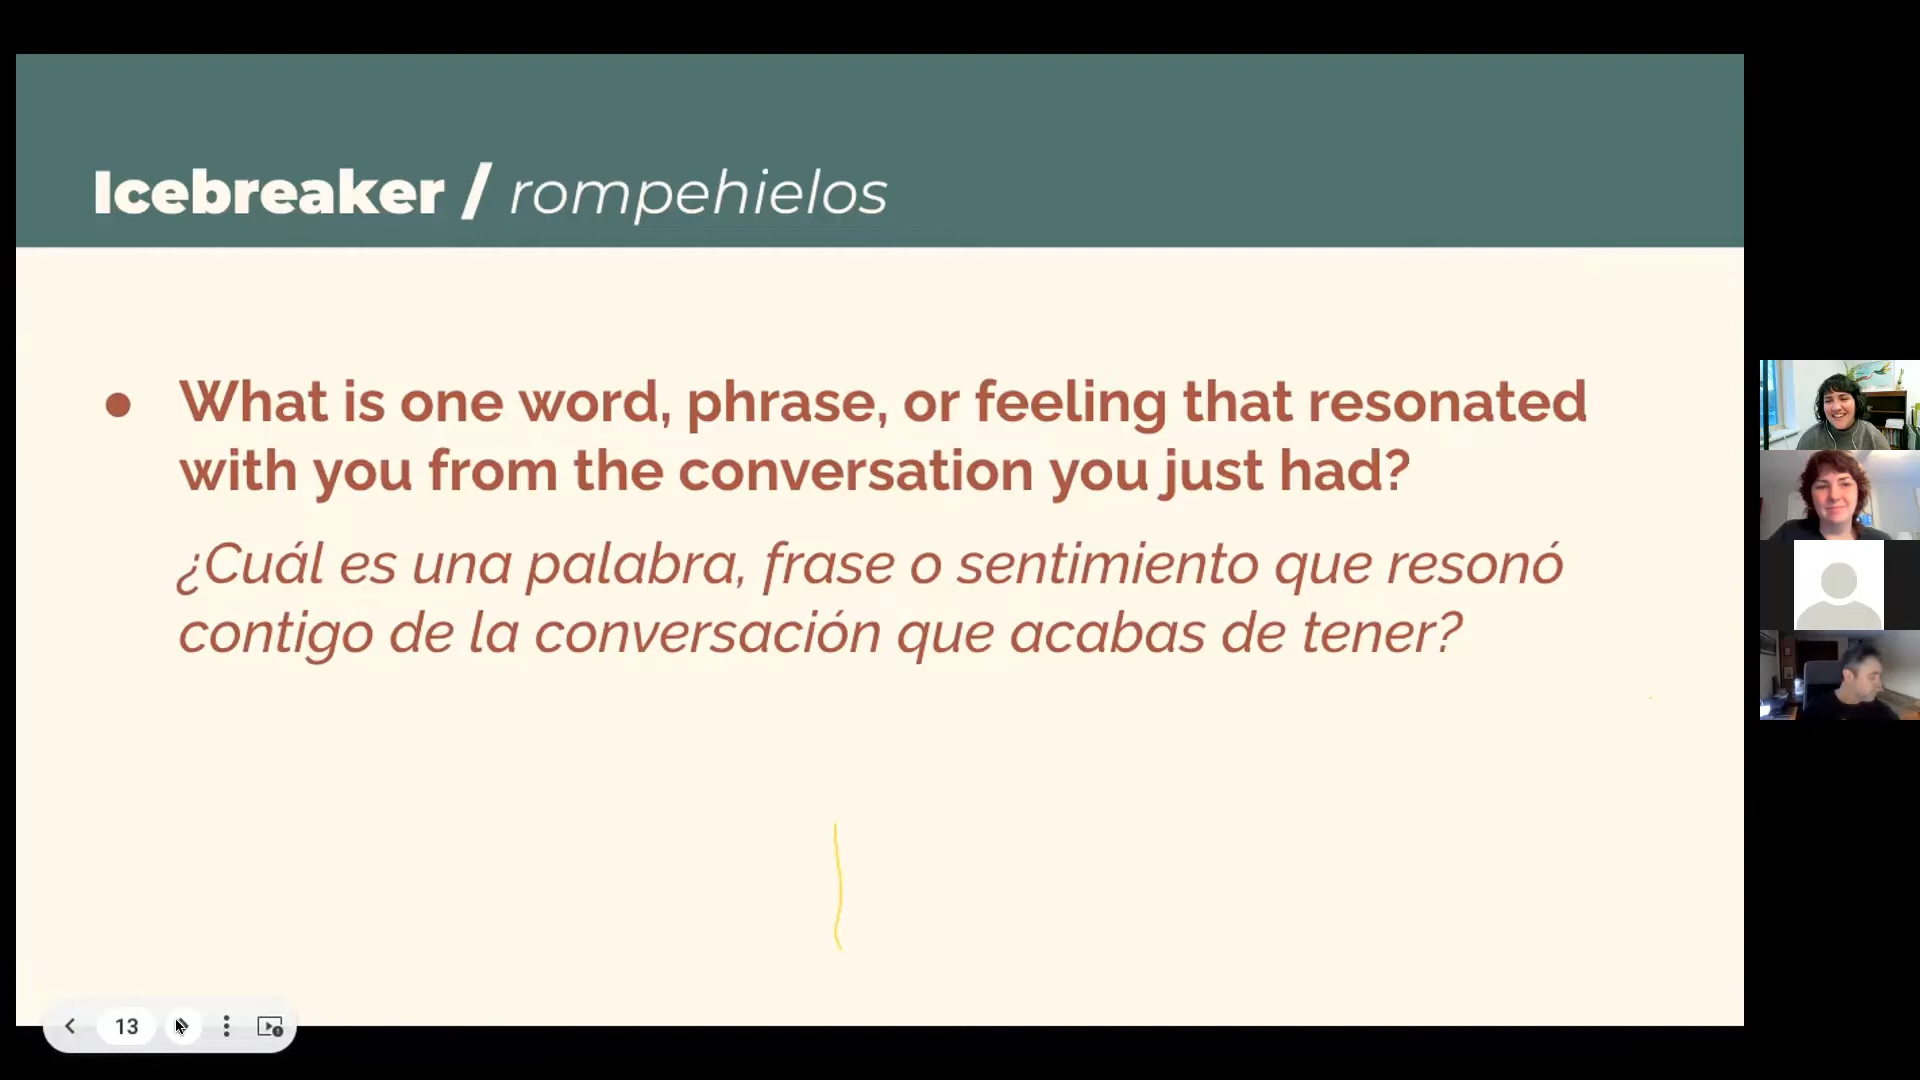 Icebreaker / rompehielos
● What is one word, phrase, or feeling that resonated
with you from the conversation you just had?
¿Cuál es una palabra, frase o sentimiento que resonó
contigo de la conversación que acabas de tener?
13